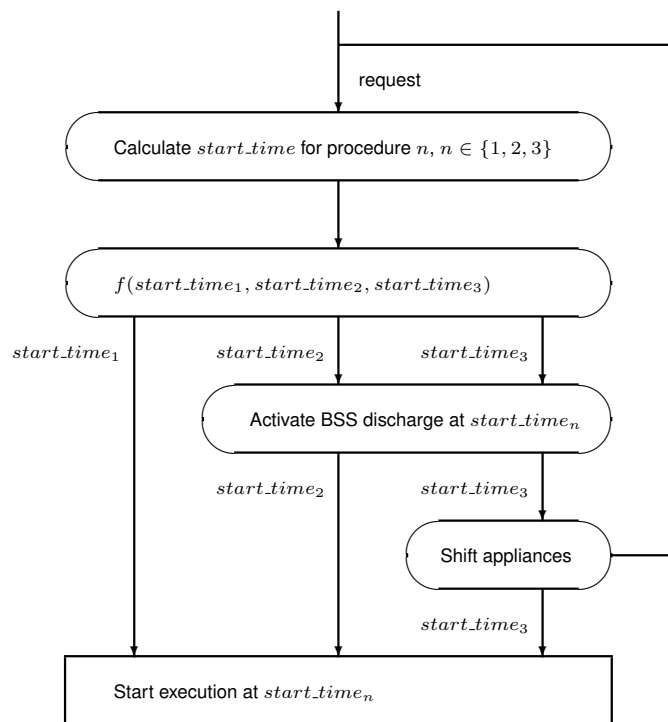 request
Calculate start_time for procedure n, n ∈ {1, 2, 3}
f(start_time₁, start_time₂, start_time₃)
start_time₁ start_time₂ start_time₃
Activate BSS discharge at start_timeₙ
start_time₂ start_time₃
Shift appliances
start_time₃
Start execution at start_timeₙ